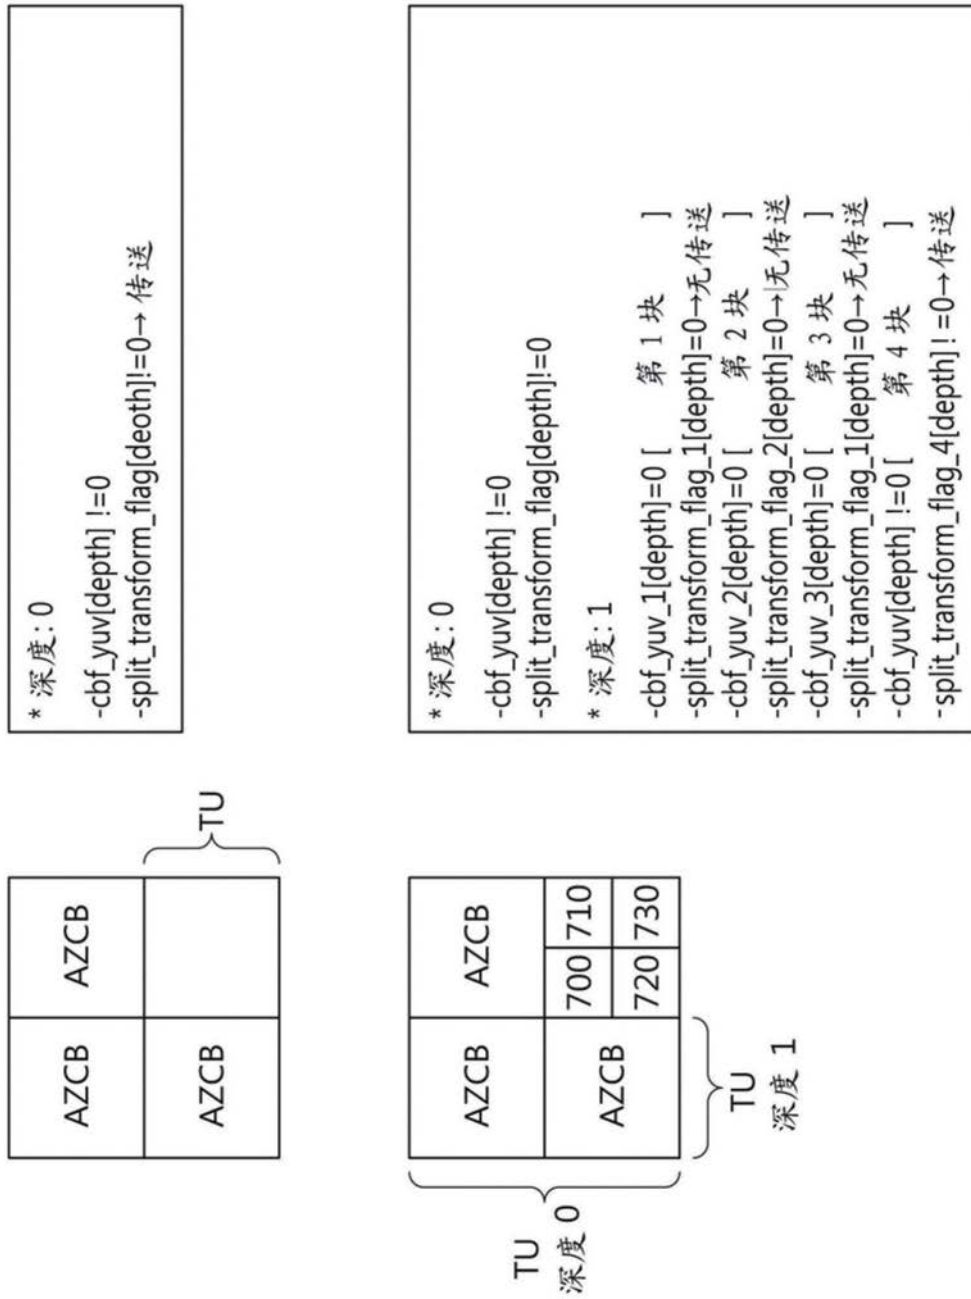 AZCB AZCB
AZCB
TU
* 深度: 0
-cbf_yuv[depth] !=0
-split_transform_flag[deoth]!=0→ 传送
TU
深度 0
AZCB AZCB
AZCB 700 710
720 730
TU
深度 1
* 深度: 0
-cbf_yuv[depth] !=0
-split_transform_flag[depth]!=0
* 深度: 1
-cbf_yuv_1[depth]=0 [ 第 1 块 ]
-split_transform_flag_1[depth]=0→无传送
-cbf_yuv_2[depth]=0 [ 第 2 块 ]
-split_transform_flag_2[depth]=0→无传送
-cbf_yuv_3[depth]=0 [ 第 3 块 ]
-split_transform_flag_1[depth]=0→无传送
-cbf_yuv[depth] !=0 [ 第 4 块 ]
-split_transform_flag_4[depth]! =0→传送